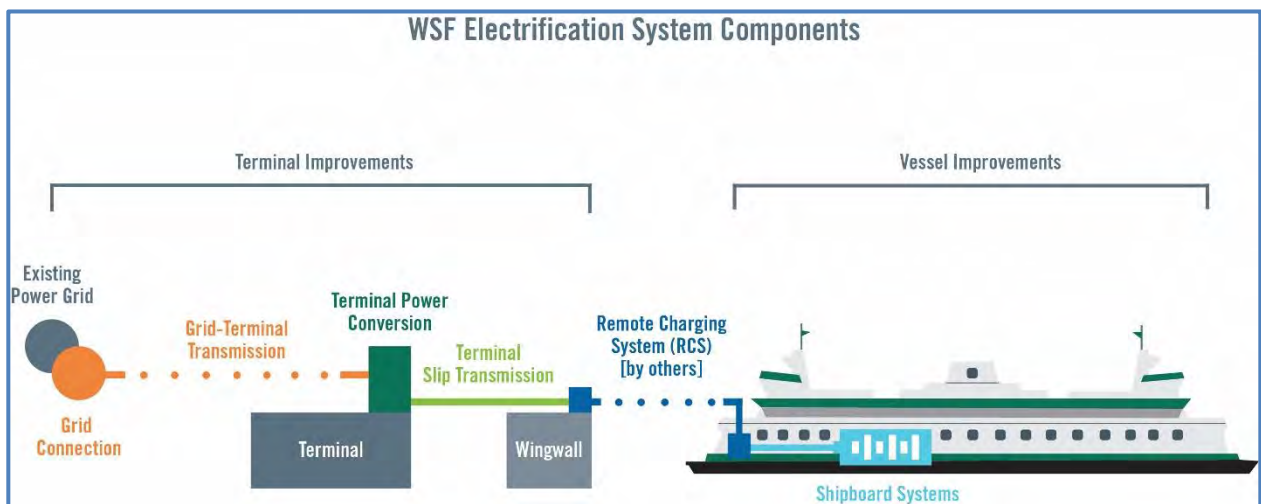 WSF Electrification System Components
Terminal Improvements
Vessel Improvements
Existing
Power Grid
Grid-Terminal
Transmission
Terminal Power
Conversion
Terminal
Slip Transmission
Remote Charging
System (RCS)
[by others]
Grid
Connection
Terminal
Wingwall
Shipboard Systems